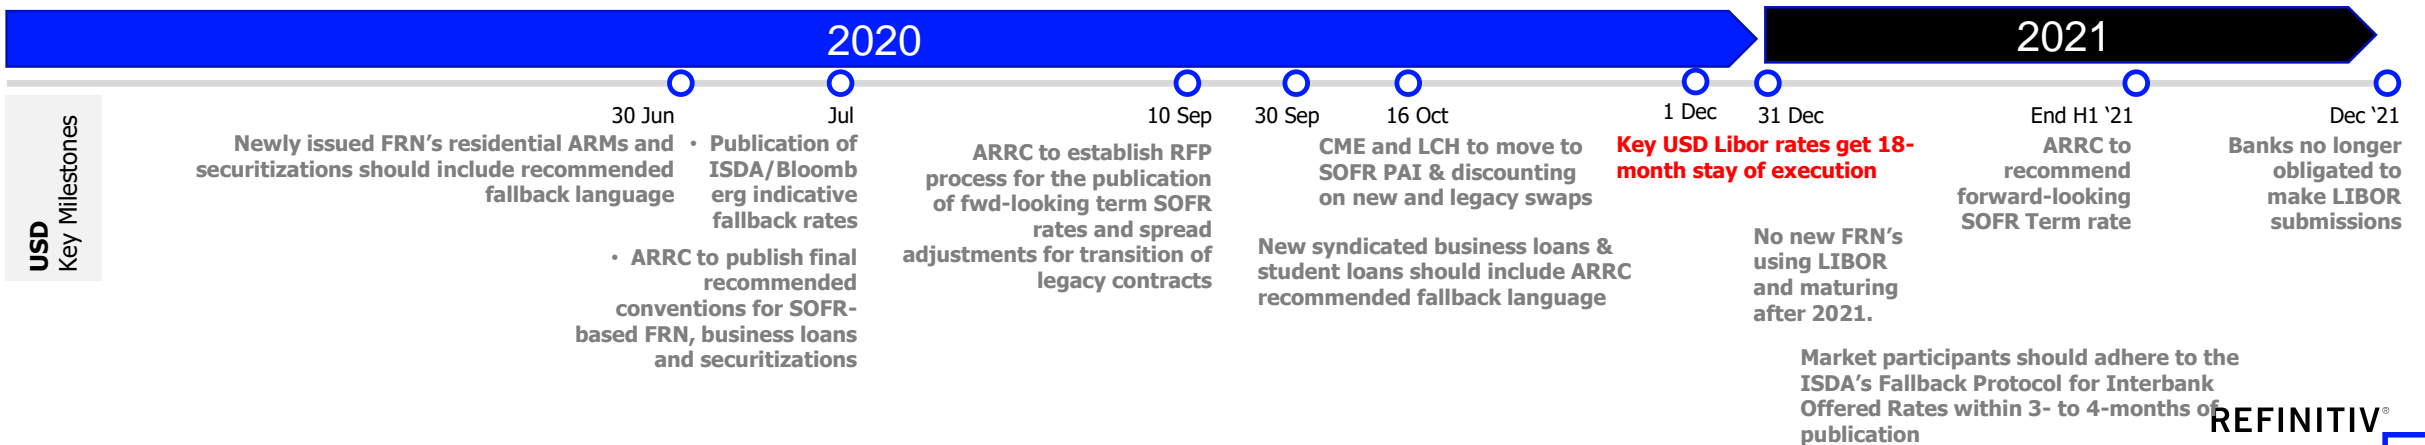 2020
2021
USD
Key Milestones
30 Jun
Newly issued FRN's residential ARMs and
securitizations should include recommended
fallback language
Jul
• Publication of
ISDA/Bloomb
erg indicative
fallback rates
• ARRC to publish final
recommended
conventions for SOFR-
based FRN, business loans
and securitizations
10 Sep
ARRC to establish RFP
process for the publication
of fwd-looking term SOFR
rates and spread
adjustments for transition of
legacy contracts
30 Sep
New syndicated business loans &
student loans should include ARRC
recommended fallback language
16 Oct
CME and LCH to move to
SOFR PAI & discounting
on new and legacy swaps
1 Dec
Key USD Libor rates get 18-
month stay of execution
31 Dec
No new FRN's
using LIBOR
and maturing
after 2021.
Market participants should adhere to the
ISDA's Fallback Protocol for Interbank
Offered Rates within 3- to 4-months of
publication
End H1 ‘21
ARRC to
recommend
forward-looking
SOFR Term rate
Dec ‘21
Banks no longer
obligated to
make LIBOR
submissions
REFINITIV®